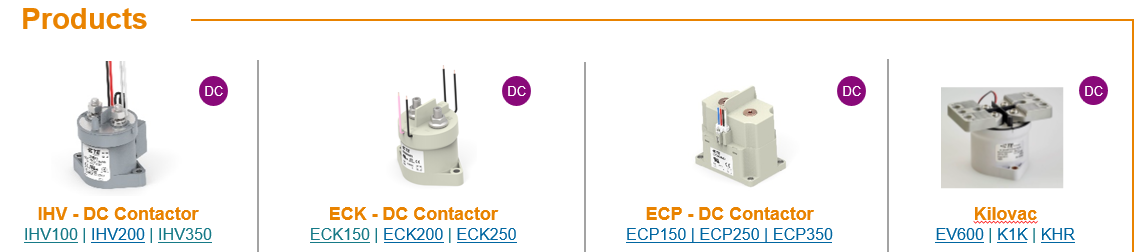 Products
DC
DC
DC
DC
IHV - DC Contactor
IHV100 | IHV200 | IHV350
ECK - DC Contactor
ECK150 | ECK200 | ECK250
ECP - DC Contactor
ECP150 | ECP250 | ECP350
Kilovac
EV600 | K1K | KHR